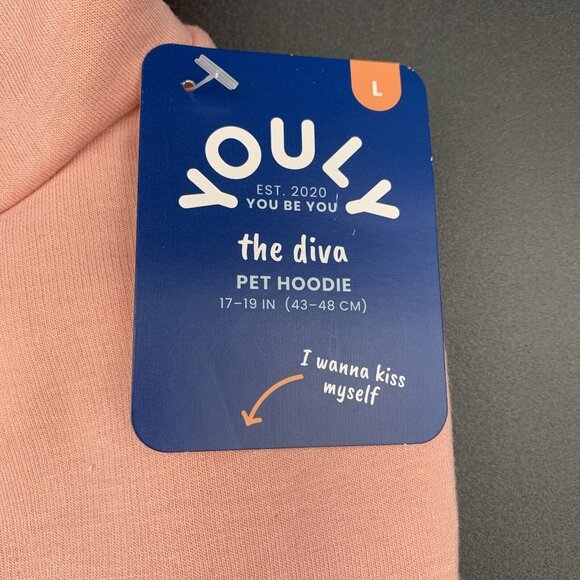 L
YOULY
EST. 2020
YOU BE YOU
the diva
PET HOODIE
17–19 IN (43–48 CM)
I wanna kiss
myself